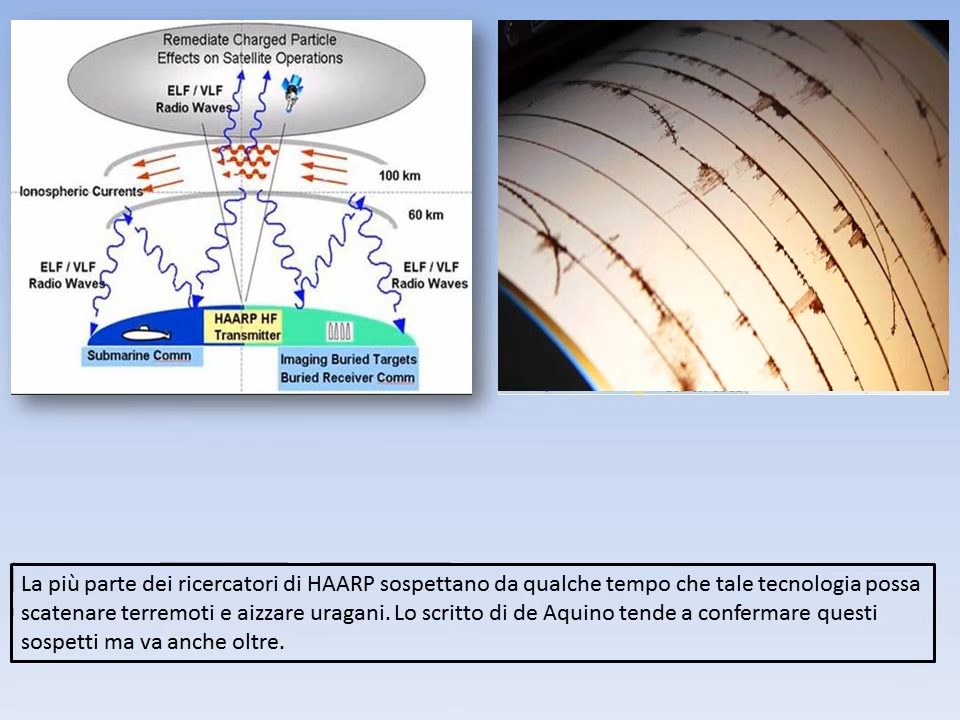 Remediate Charged Particle
Effects on Satellite Operations
ELF / VLF
Radio Waves
100 km
Ionospheric Currents
60 km
ELF / VLF
Radio Waves
ELF / VLF
Radio Waves
HAARP HF
Transmitter
Submarine Comm
Imaging Buried Targets
Buried Receiver Comm
La più parte dei ricercatori di HAARP sospettano da qualche tempo che tale tecnologia possa
scatenare terremoti e aizzare uragani. Lo scritto di de Aquino tende a confermare questi
sospetti ma va anche oltre.